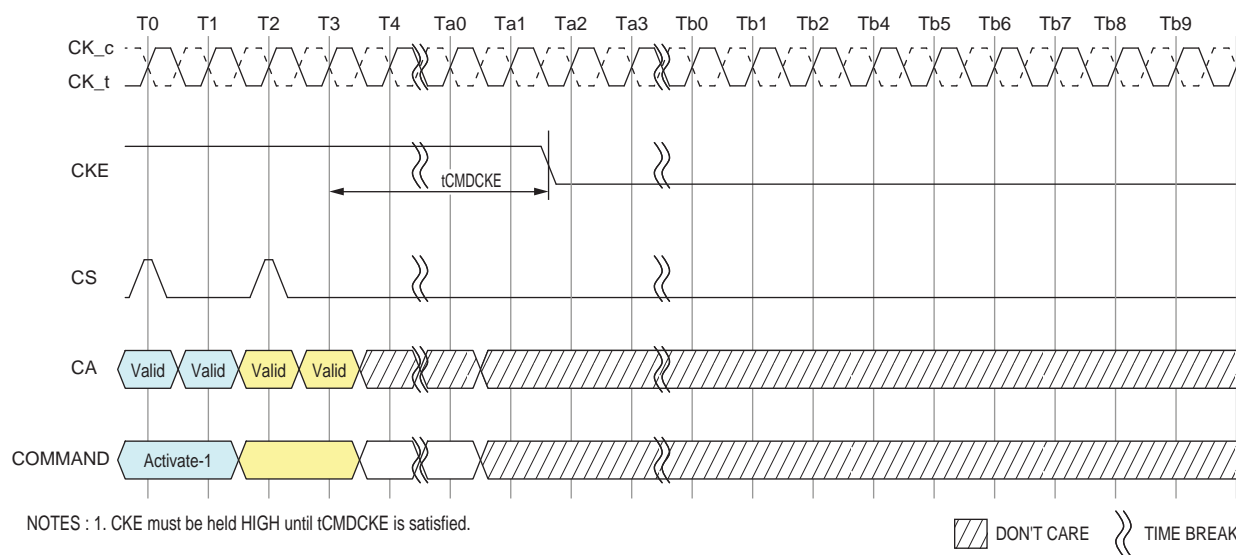 T0 T1 T2 T3 T4 Ta0 Ta1 Ta2 Ta3 Tb0 Tb1 Tb2 Tb4 Tb5 Tb6 Tb7 Tb8 Tb9
CK_c
CK_t
CKE
tCMDCKE
CS
CA Valid Valid Valid Valid
COMMAND Activate-1
NOTES : 1. CKE must be held HIGH until tCMDCKE is satisfied.
DON'T CARE TIME BREAK